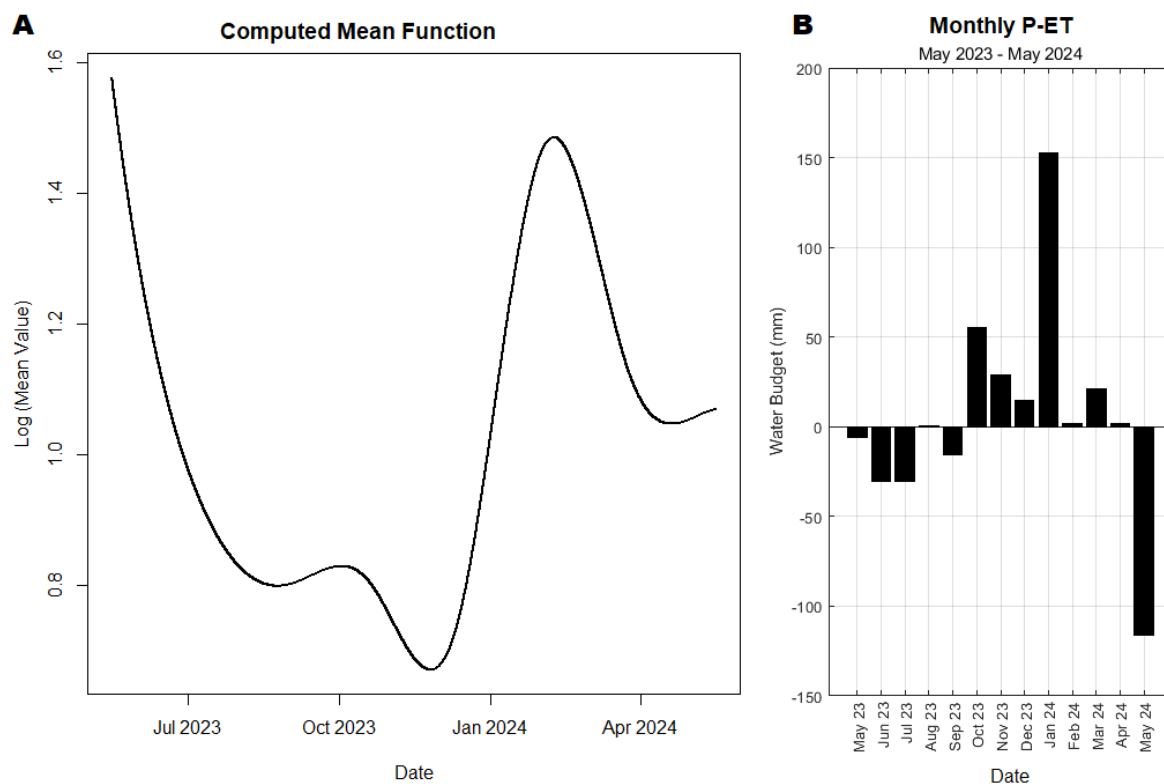 A
Computed Mean Function
1.6
1.4
1.2
1.0
0.8
Log (Mean Value)
Jul 2023
Oct 2023
Jan 2024
Apr 2024
Date
B
Monthly P-ET
May 2023 - May 2024
200
150
100
50
0
-50
-100
-150
Water Budget (mm)
May 23
Jun 23
Jul 23
Aug 23
Sep 23
Oct 23
Nov 23
Dec 23
Jan 24
Feb 24
Mar 24
Apr 24
May 24
Date